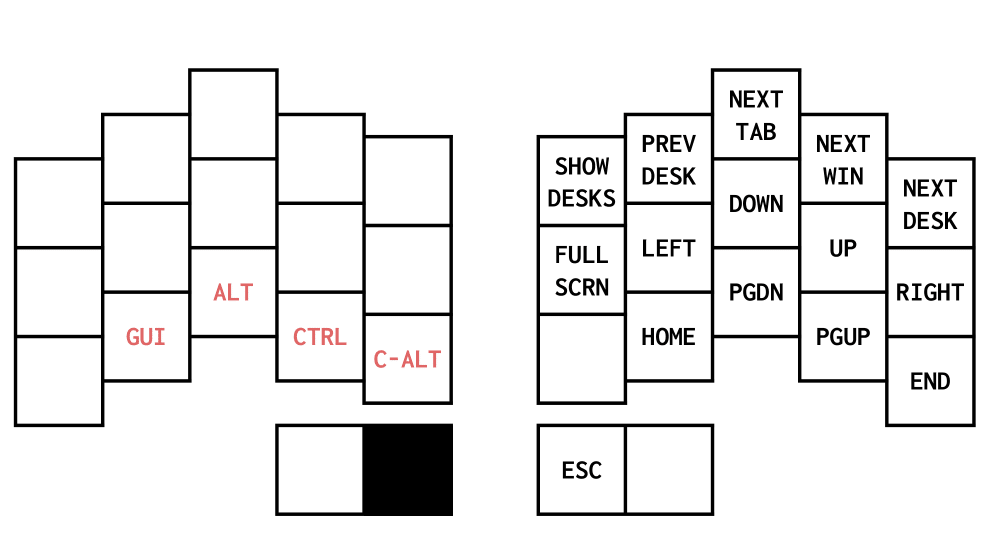 NEXT
TAB
PREV
DESK
NEXT
WIN
SHOW
DESKS
NEXT
DESK
DOWN
LEFT
UP
FULL
SCRN
ALT
PGDN
RIGHT
GUI
CTRL
HOME
PGUP
C-ALT
END
ESC